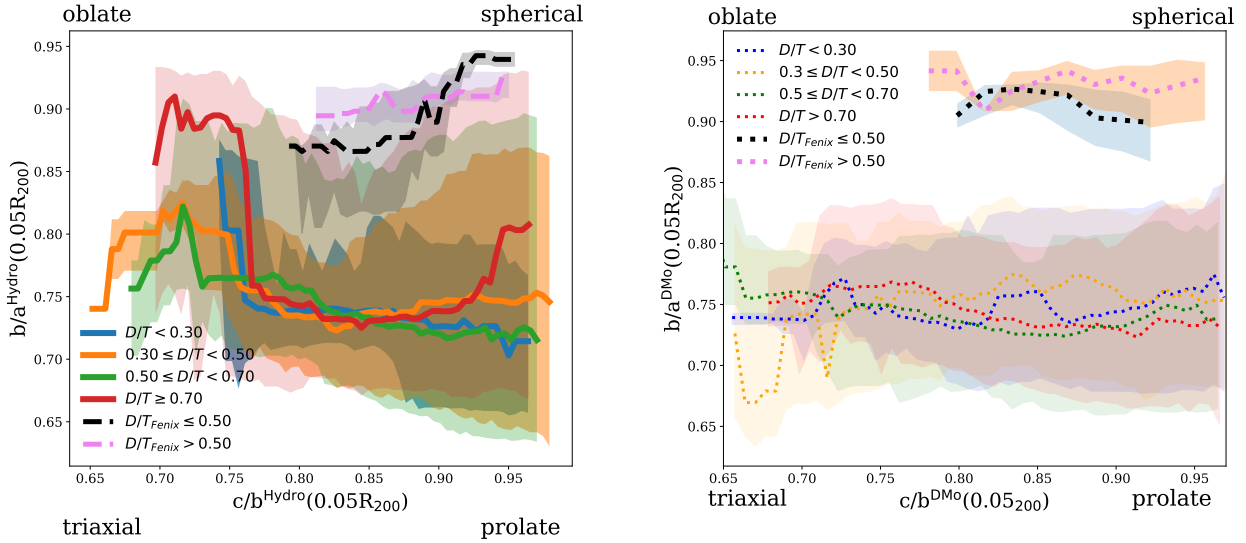 oblate
spherical
0.95
0.90
0.85
0.80
0.75
0.70
0.65
b/a^Hydro(0.05R_200)
D/T < 0.30
0.30 ≤ D/T < 0.50
0.50 ≤ D/T < 0.70
D/T ≥ 0.70
D/T_Fenix ≤ 0.50
D/T_Fenix > 0.50
0.65 0.70 0.75 0.80 0.85 0.90 0.95
c/b^Hydro(0.05R_200)
triaxial
prolate
oblate
spherical
0.95
0.90
0.85
0.80
0.75
0.70
0.65
b/a^DMo(0.05R_200)
D/T < 0.30
0.3 ≤ D/T < 0.50
0.5 ≤ D/T < 0.70
D/T > 0.70
D/T_Fenix ≤ 0.50
D/T_Fenix > 0.50
0.65 0.70 0.75 0.80 0.85 0.90 0.95
triaxial
c/b^DMo(0.05_200)
prolate